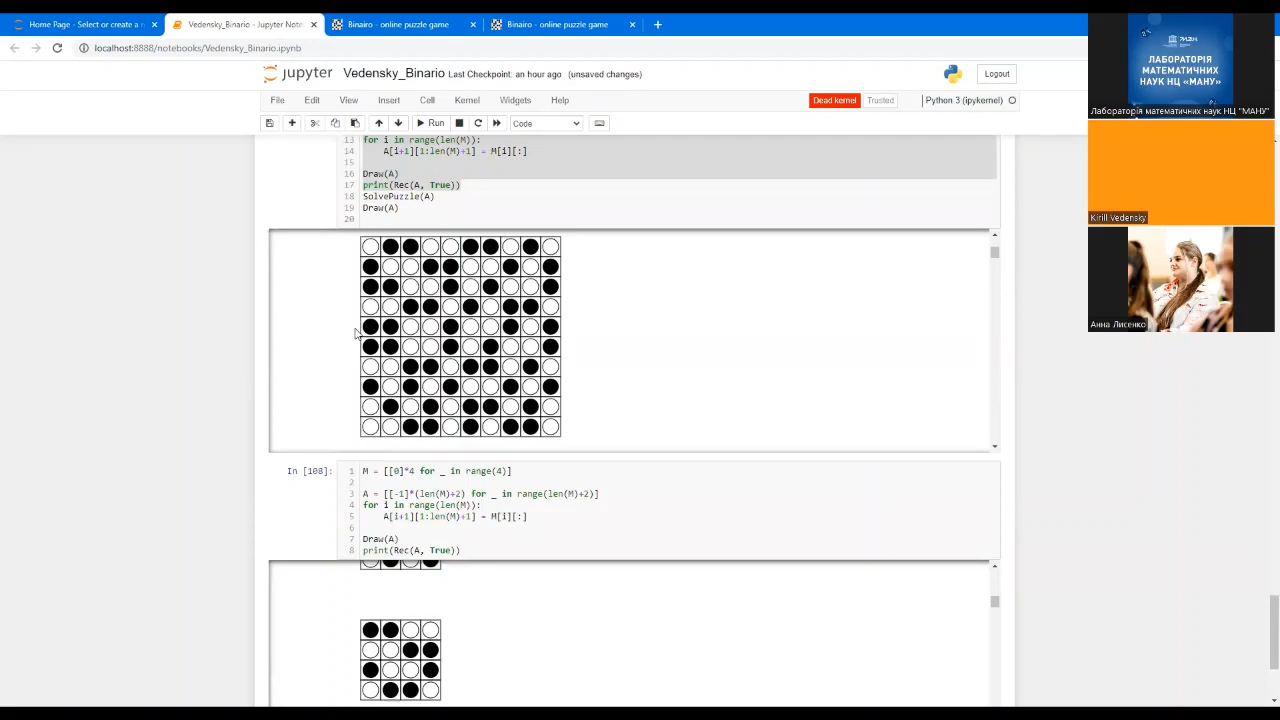 Home Page - Select or create a n
Vedensky_Binario - Jupyter Note
Binairo - online puzzle game
Binairo - online puzzle game
localhost:8888/notebooks/Vedensky_Binario.ipynb
jupyter Vedensky_Binario Last Checkpoint: an hour ago (unsaved changes)
Logout
File Edit View Insert Cell Kernel Widgets Help
Dead kernel Trusted Python 3 (ipykernel)
Run Code
13 for i in range(len(M)):
14 A[i+1][1:len(M)+1] = M[i][:]
15
16 Draw(A)
17 print(Rec(A, True))
18 SolvePuzzle(A)
19 Draw(A)
20
In [108]:
1 M = [[0]*4 for _ in range(4)]
2
3 A = [[-1]*(len(M)+2) for _ in range(len(M)+2)]
4 for i in range(len(M)):
5 A[i+1][1:len(M)+1] = M[i][:]
6
7 Draw(A)
8 print(Rec(A, True))
ЛАБОРАТОРІЯ
МАТЕМАТИЧНИХ
НАУК НЦ «МАНУ»
Лабораторія математичних наук НЦ "МАНУ"
Kirill Vedensky
Анна Лисенко